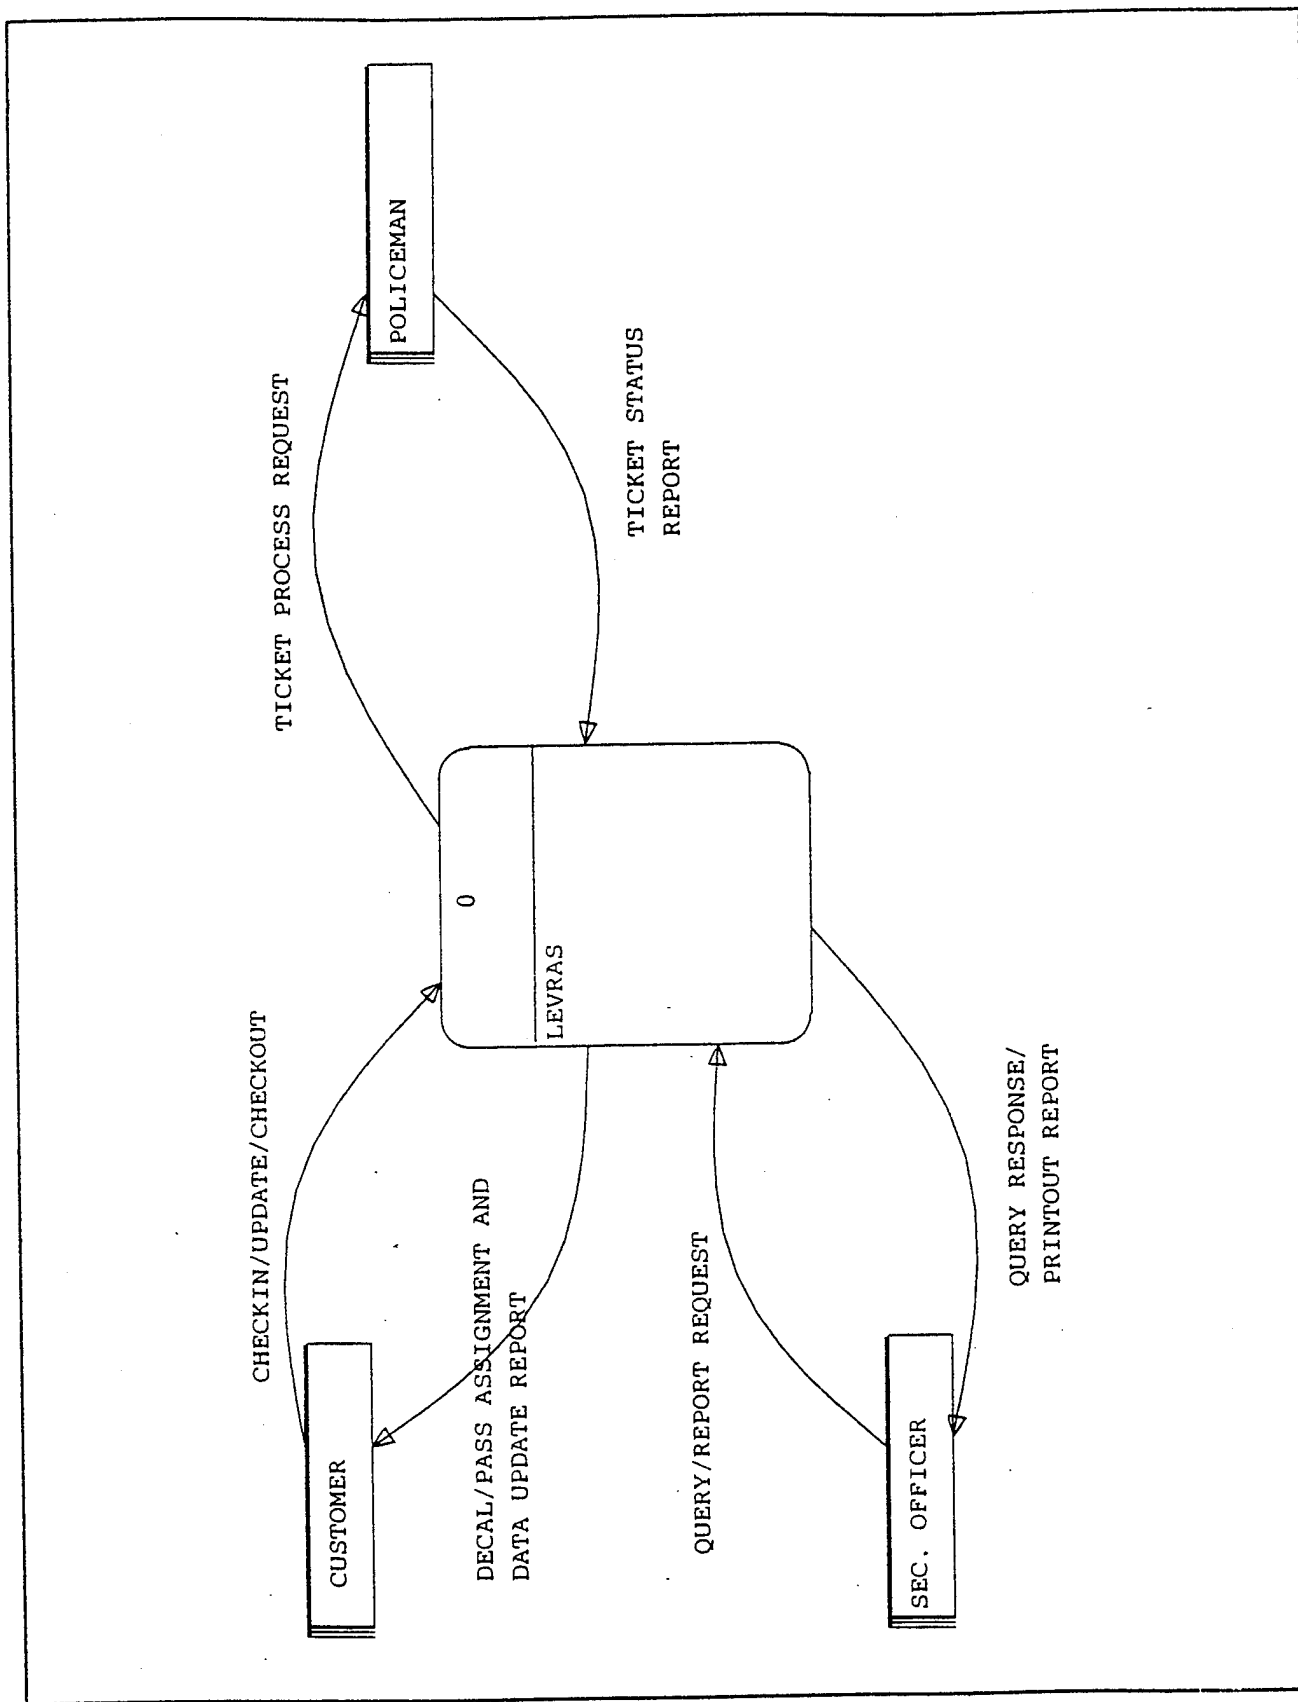 CHECKIN/UPDATE/CHECKOUT
TICKET PROCESS REQUEST
CUSTOMER
POLICEMAN
0
DECAL/PASS ASSIGNMENT AND
DATA UPDATE REPORT
LEVRAS
TICKET STATUS
REPORT
QUERY/REPORT REQUEST
SEC. OFFICER
QUERY RESPONSE/
PRINTOUT REPORT